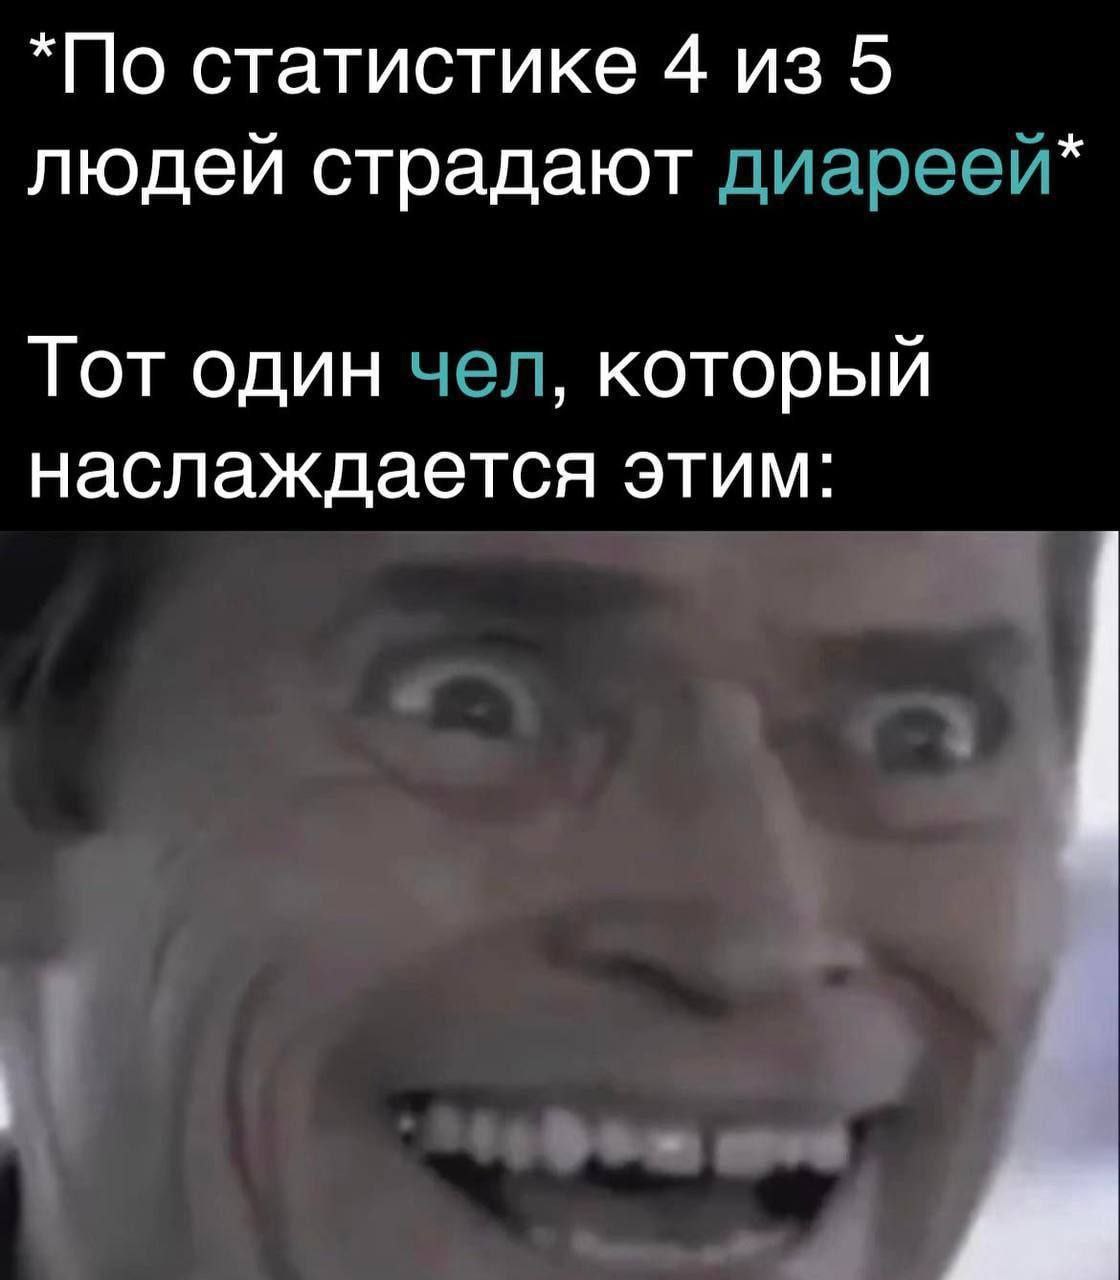 *По статистике 4 из 5
людей страдают диареей*
Тот один чел, который
наслаждается этим: